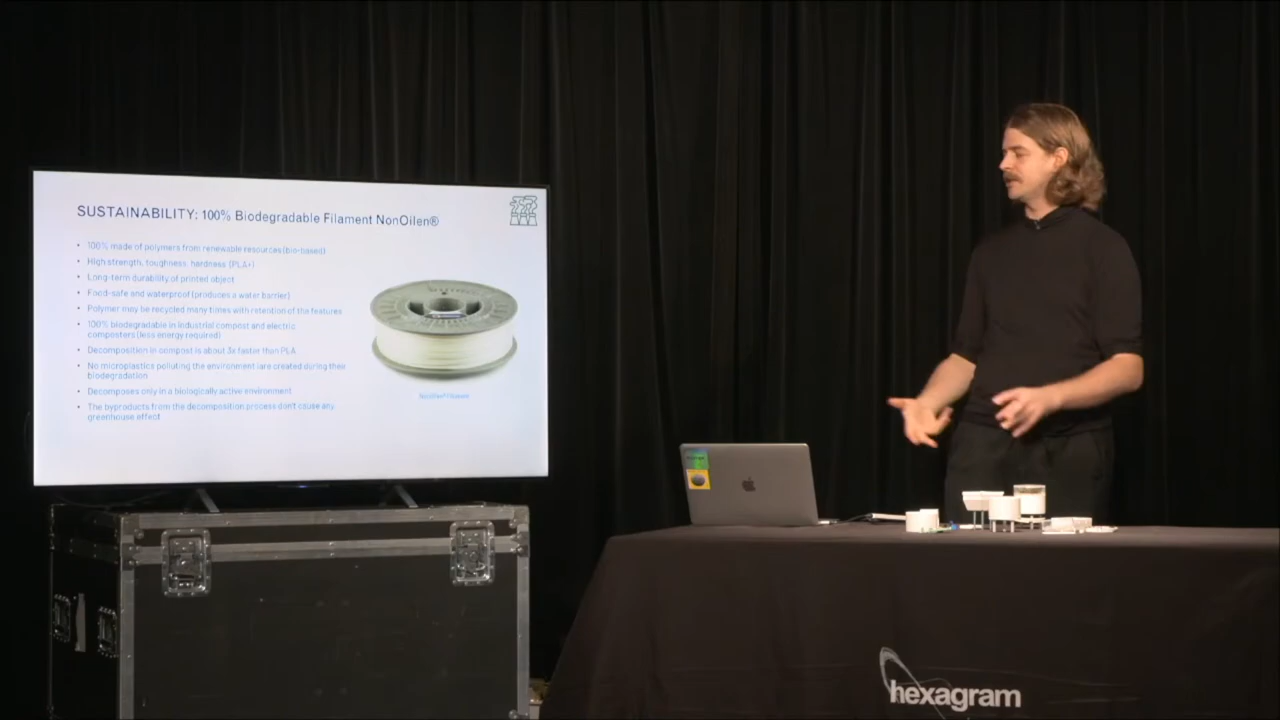 SUSTAINABILITY: 100% Biodegradable Filament NonOilen®
• 100% made of polymers from renewable resources (bio-based)
• High strength, toughness, hardness (PLA+)
• Long-term durability of printed object
• Food-safe and waterproof (produces a water barrier)
• Polymer may be recycled many times with retention of the features
• 100% biodegradable in industrial compost and electric
composters (less energy required)
• Decomposition in compost is about 3x faster than PLA
• No microplastics polluting the environment are created during their
biodegradation
• Decomposes only in a biologically active environment
• The byproducts from the decomposition process don't cause any
greenhouse effect
hexagram